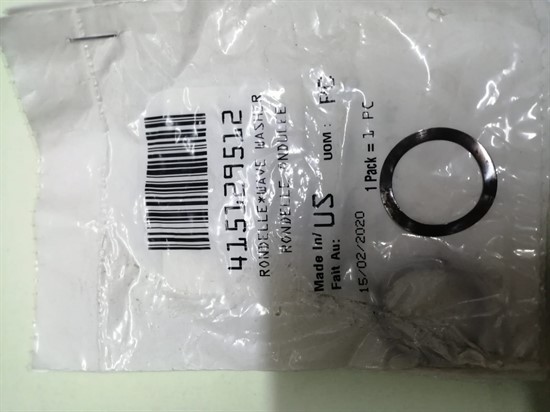 415129512
RONDELLE*WAVE WASHER
RONDELLE ONDULEE
Made In/
Fait Au: US
UOM: PC
15/02/2020
1 Pack = 1 PC